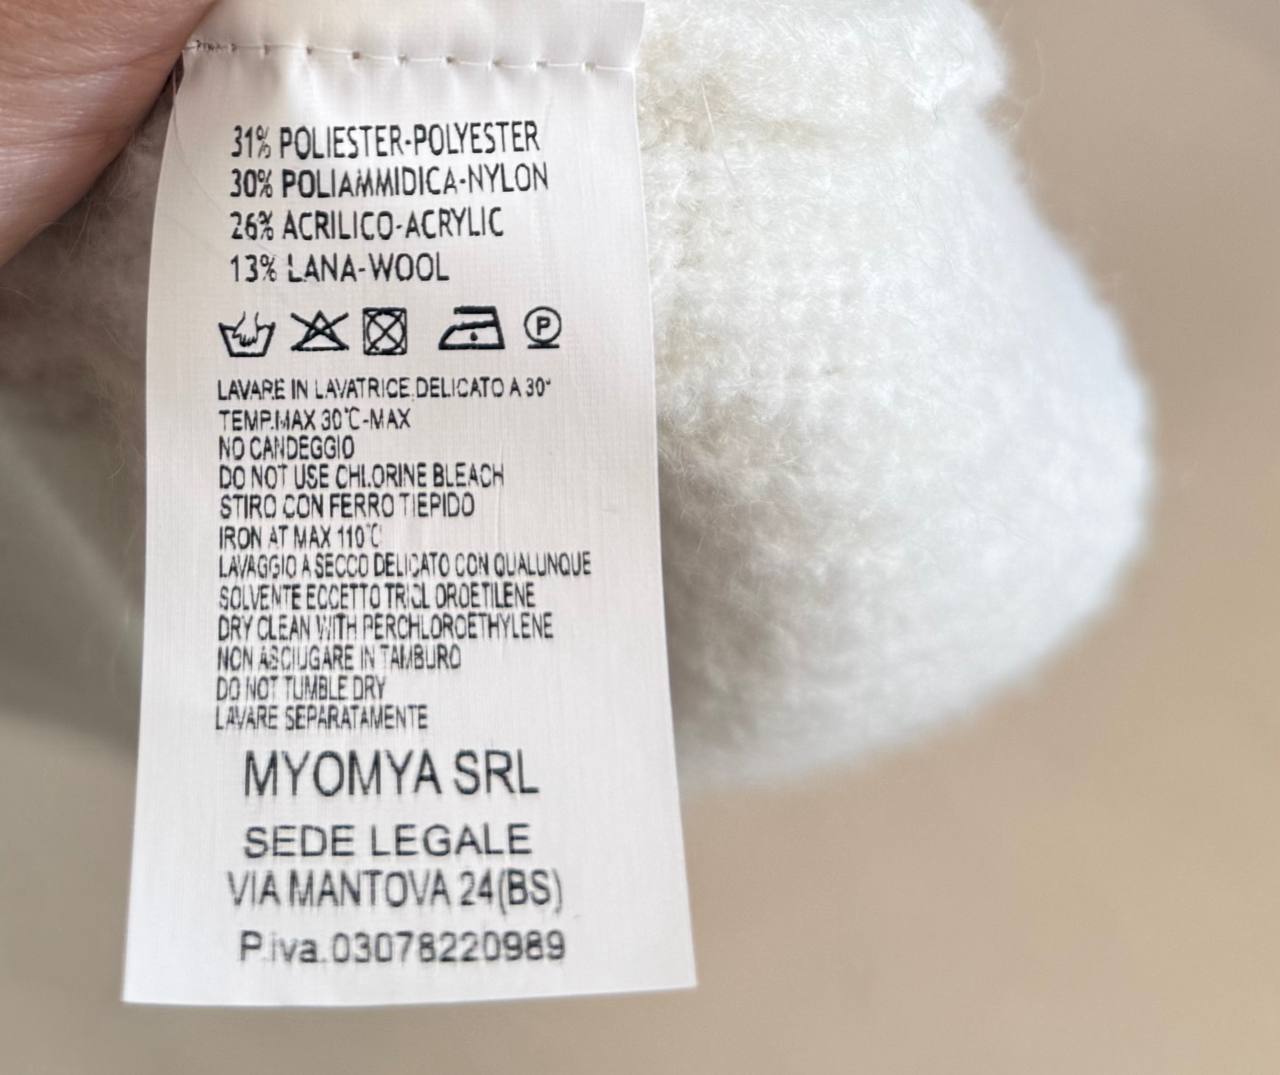 31% POLIESTER-POLYESTER
30% POLIAMMIDICA-NYLON
26% ACRILICO-ACRYLIC
13% LANA-WOOL
P
LAVARE IN LAVATRICE DELICATO A 30°
TEMP.MAX 30°C-MAX
NO CANDEGGIO
DO NOT USE CHLORINE BLEACH
STIRO CON FERRO TIEPIDO
IRON AT MAX 110°C
LAVAGGIO A SECCO DELICATO CON QUALUNQUE
SOLVENTE ECCETTO TRICLOROETILENE
DRY CLEAN WITH PERCHLOROETHYLENE
NON ASCIUGARE IN TAMBURO
DO NOT TUMBLE DRY
LAVARE SEPARATAMENTE
MYOMYA SRL
SEDE LEGALE
VIA MANTOVA 24(BS)
P.iva.03078220989